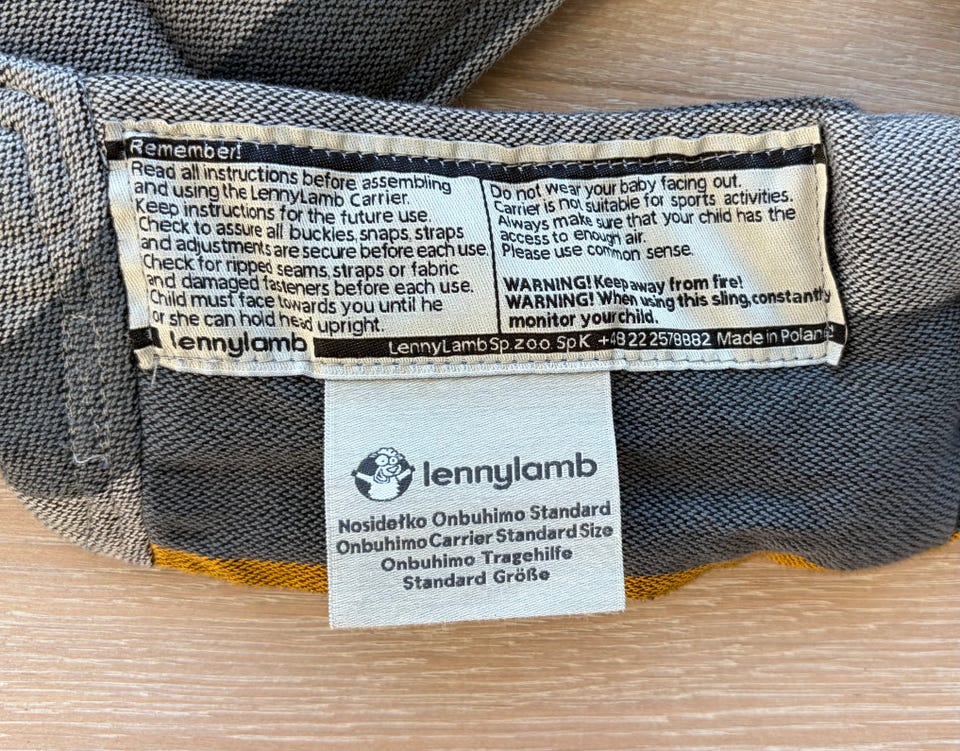 Remember!
Read all instructions before assembling
and using the LennyLamb Carrier.
Keep instructions for the future use.
Check to assure all buckles, snaps, straps
and adjustments are secure before each use.
Check for ripped seams, straps or fabric
and damaged fasteners before each use.
Child must face towards you until he
or she can hold head upright.
Do not wear your baby facing out.
Carrier is not suitable for sports activities.
Always make sure that your child has the
access to enough air.
Please use common sense.
WARNING! Keep away from fire!
WARNING! When using this sling, constantly
monitor your child.
lennylamb
LennyLamb Sp. z o.o. Sp K +48 22 2578882 Made in Poland
lennylamb
Nosidełko Onbuhimo Standard
Onbuhimo Carrier Standard Size
Onbuhimo Tragehilfe
Standard Größe